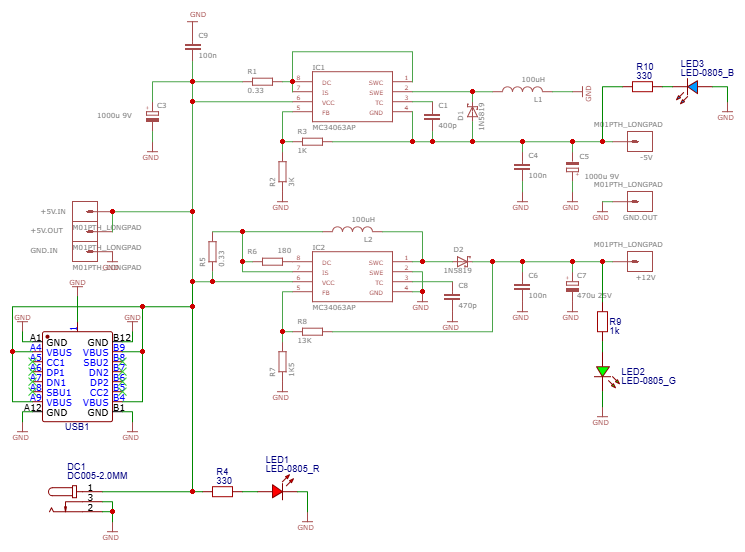 GND
C9
100n
R1
0.33
C3
1000u 9V
GND
IC1
8 DC
7 IS
6 VCC
5 FB
SWC 1
SWE 2
TC 3
GND 4
MC34063AP
R3
1K
R2
3K
GND
C1
400p
D1
1N5819
100uH
L1
GND
C4
100n
GND
C5
1000u 9V
GND
R10
330
LED3
LED-0805_B
GND
M01PTH_LONGPAD
-5V
M01PTH_LONGPAD
GND
GND.OUT
+5V.IN
M01PTH_LONGPAD
+5V.OUT
M01PTH_LONGPAD
GND.IN
M01PTH_LONGPAD
GND
R5
0.33
R6
180
100uH
L2
IC2
8 DC
7 IS
6 VCC
5 FB
SWC 1
SWE 2
TC 3
GND 4
MC34063AP
GND
R8
13K
R7
1K5
GND
C8
470p
GND
D2
1N5819
C6
100n
GND
C7
470u 25V
GND
M01PTH_LONGPAD
+12V
R9
1k
LED2
LED-0805_G
GND
GND
1
GND
GND
A1 GND
A4 VBUS
A5 CC1
A6 DP1
A7 DN1
A8 SBU1
A9 VBUS
A12 GND
GND B12
VBUS B9
SBU2 B8
DN2 B7
DP2 B6
CC2 B5
VBUS B4
GND B1
USB1
GND
GND
DC1
DC005-2.0MM
1
3
2
GND
R4
330
LED1
LED-0805_R
GND